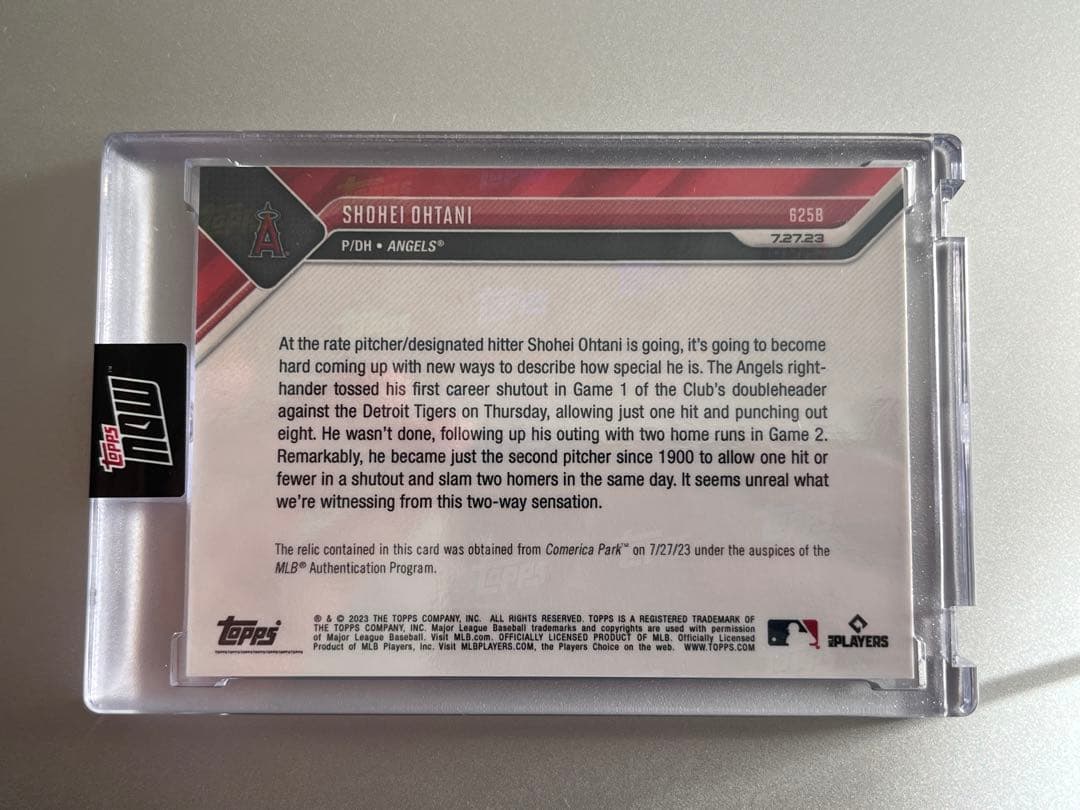 SHOHEI OHTANI
625B
P/DH • ANGELS®
7.27.23
At the rate pitcher/designated hitter Shohei Ohtani is going, it's going to become
hard coming up with new ways to describe how special he is. The Angels right-
hander tossed his first career shutout in Game 1 of the Club's doubleheader
against the Detroit Tigers on Thursday, allowing just one hit and punching out
eight. He wasn't done, following up his outing with two home runs in Game 2.
Remarkably, he became just the second pitcher since 1900 to allow one hit or
fewer in a shutout and slam two homers in the same day. It seems unreal what
we're witnessing from this two-way sensation.
The relic contained in this card was obtained from Comerica Park™ on 7/27/23 under the auspices of the
MLB® Authentication Program.
Topps
® & © 2023 THE TOPPS COMPANY, INC. ALL RIGHTS RESERVED. TOPPS IS A REGISTERED TRADEMARK OF
THE TOPPS COMPANY, INC. Major League Baseball trademarks and copyrights are used with permission
of Major League Baseball. Visit MLB.com. OFFICIALLY LICENSED PRODUCT OF MLB. Officially Licensed
Product of MLB Players, Inc. Visit MLBPLAYERS.COM, the Players Choice on the web. WWW.TOPPS.COM
PLAYERS
Topps
NOW